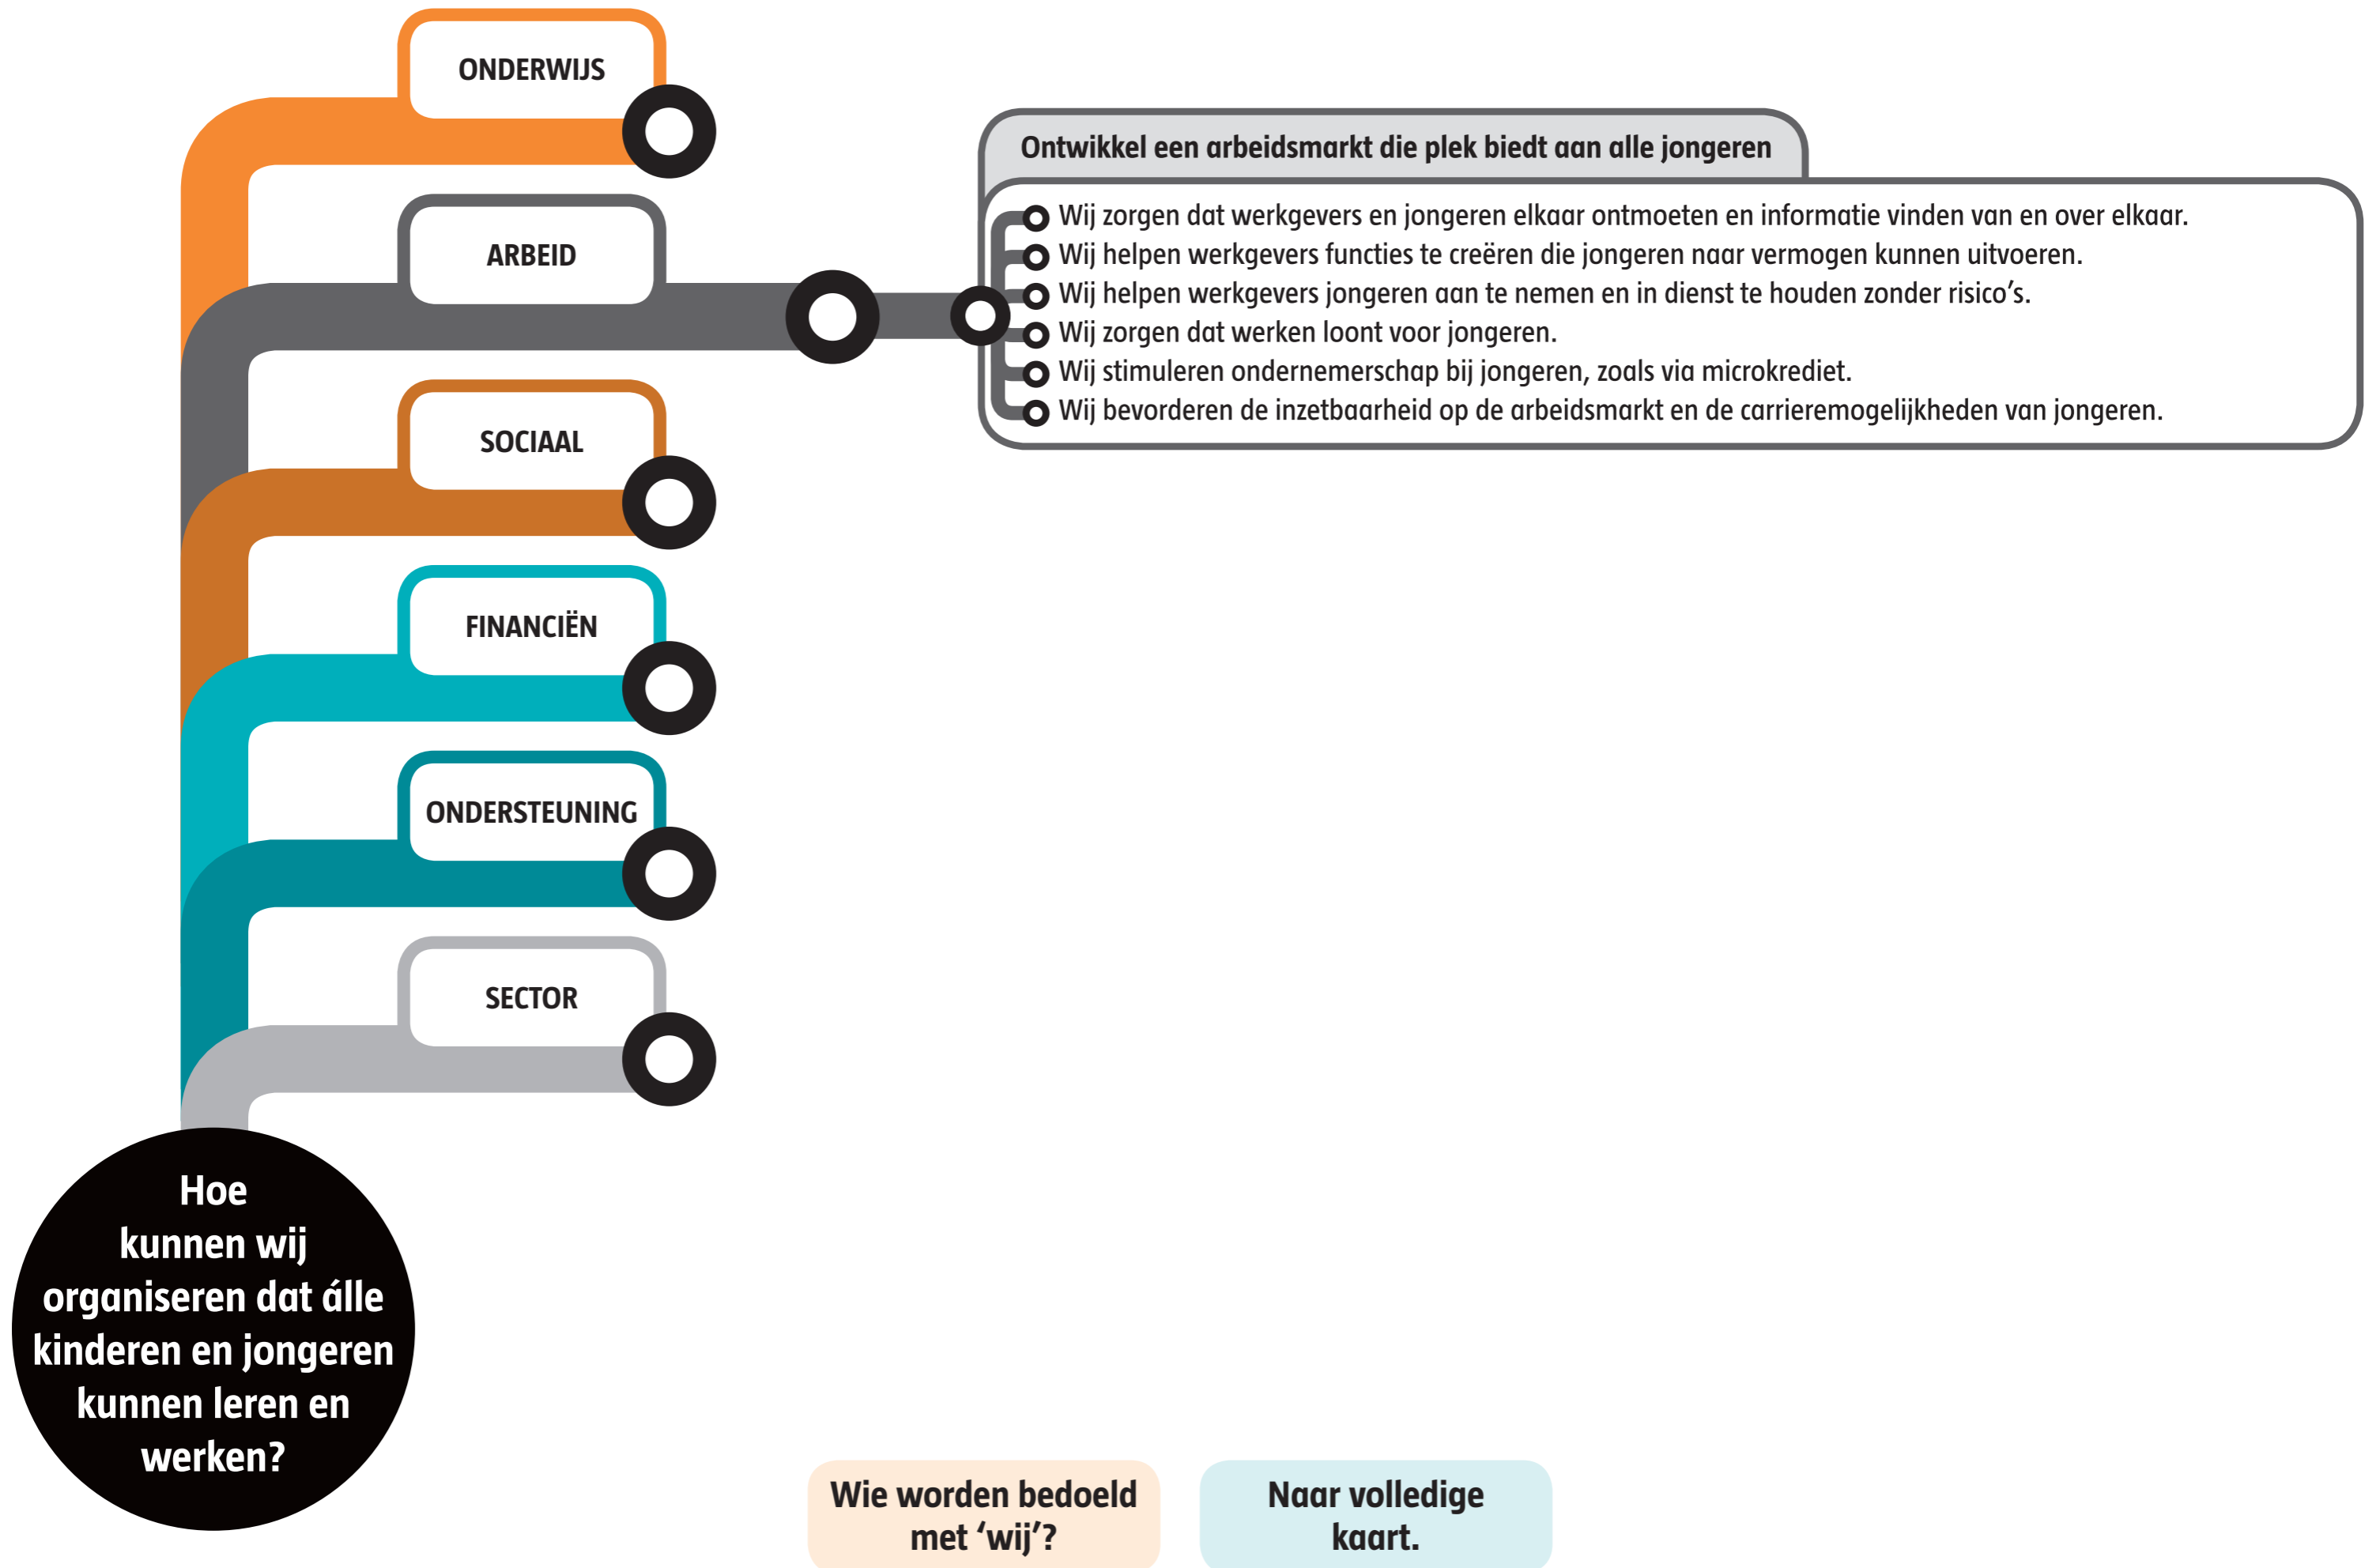 ONDERWIJS
ARBEID
Ontwikkel een arbeidsmarkt die plek biedt aan alle jongeren
Wij zorgen dat werkgevers en jongeren elkaar ontmoeten en informatie vinden van en over elkaar.
Wij helpen werkgevers functies te creëren die jongeren naar vermogen kunnen uitvoeren.
Wij helpen werkgevers jongeren aan te nemen en in dienst te houden zonder risico’s.
Wij zorgen dat werken loont voor jongeren.
Wij stimuleren ondernemerschap bij jongeren, zoals via microkrediet.
Wij bevorderen de inzetbaarheid op de arbeidsmarkt en de carrieremogelijkheden van jongeren.
SOCIAAL
FINANCIËN
ONDERSTEUNING
SECTOR
Hoe
kunnen wij
organiseren dat álle
kinderen en jongeren
kunnen leren en
werken?
Wie worden bedoeld
met ‘wij’?
Naar volledige
kaart.